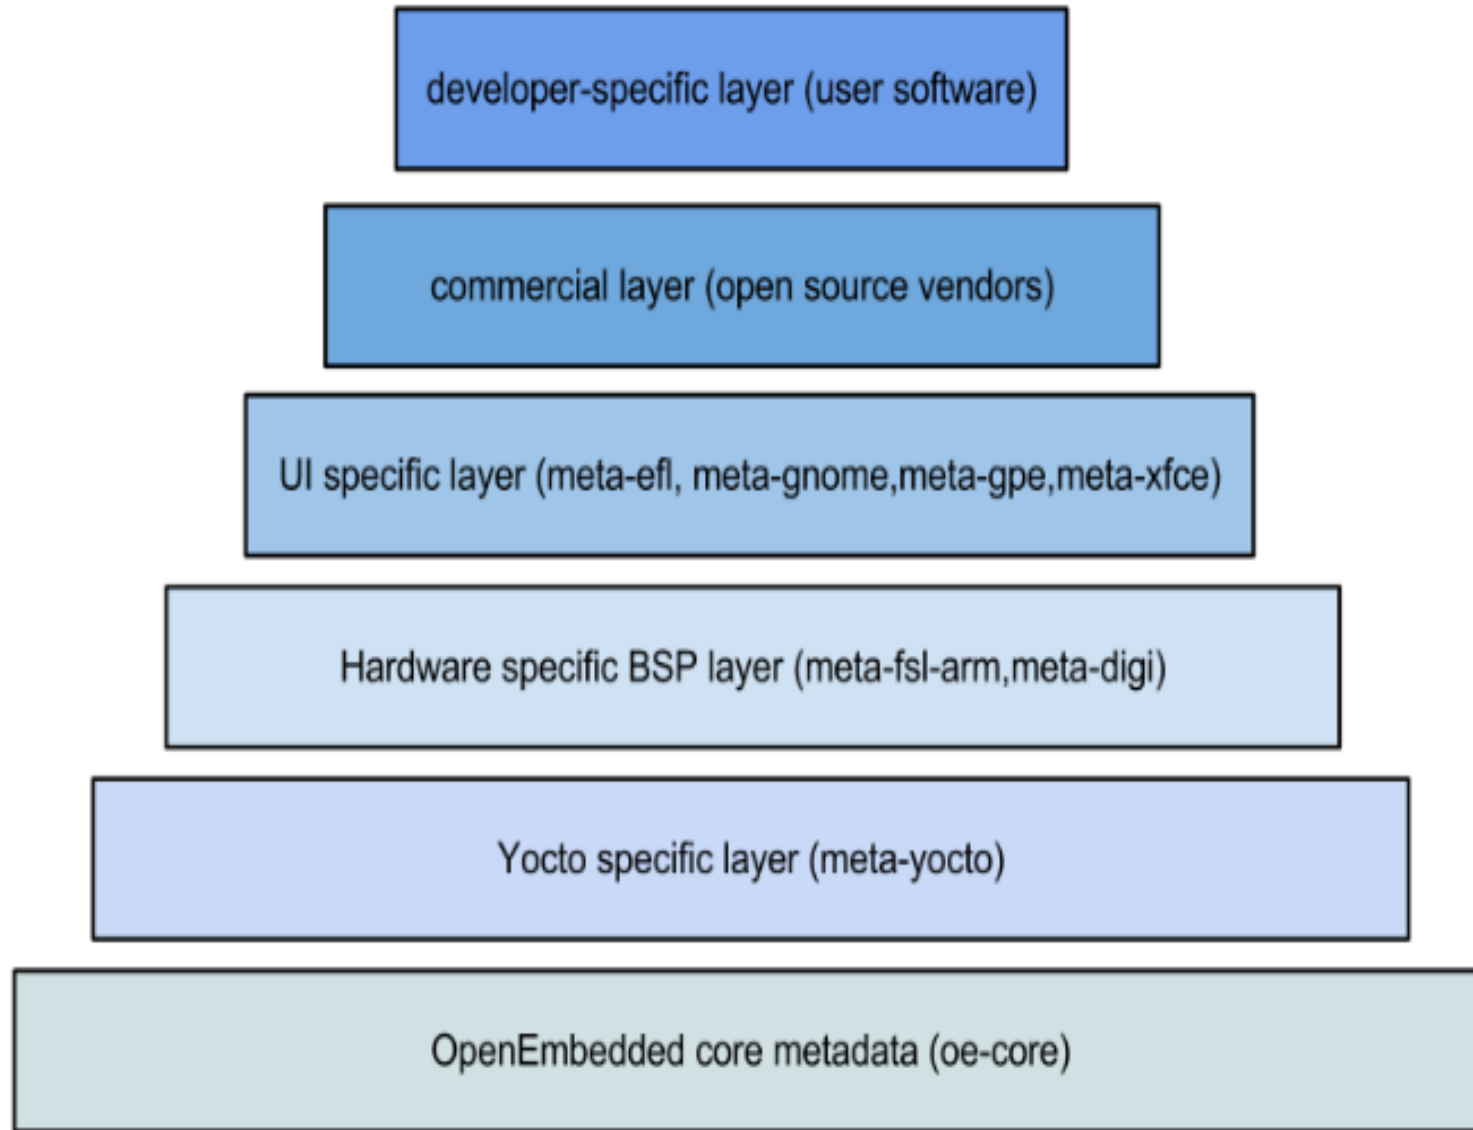 developer-specific layer (user software)
commercial layer (open source vendors)
UI specific layer (meta-efl, meta-gnome,meta-gpe,meta-xfce)
Hardware specific BSP layer (meta-fsl-arm,meta-digi)
Yocto specific layer (meta-yocto)
OpenEmbedded core metadata (oe-core)